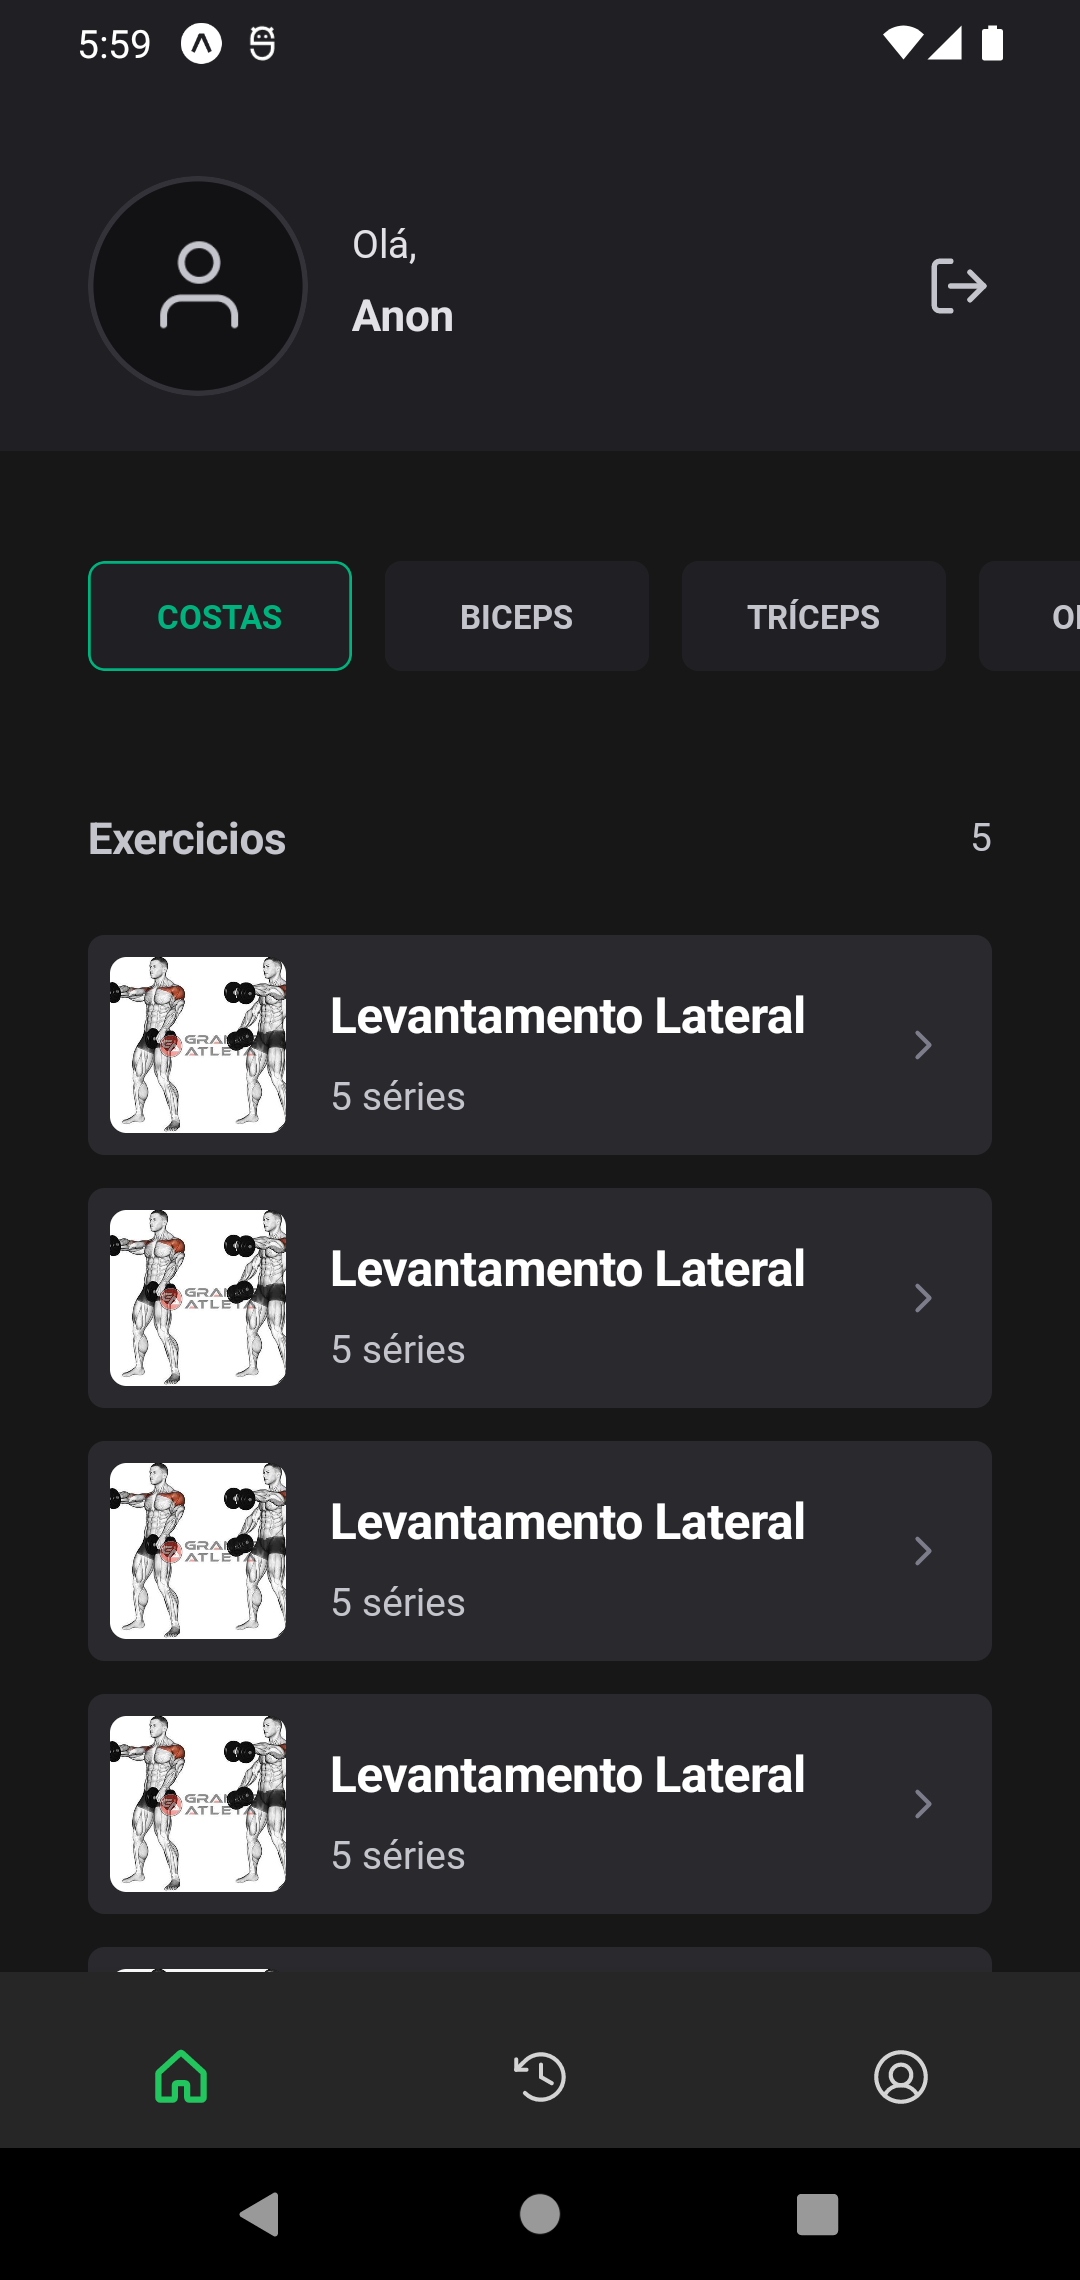 5:59
Olá,
Anon
COSTAS
BICEPS
TRÍCEPS
Exercicios
5
Levantamento Lateral
5 séries
Levantamento Lateral
5 séries
Levantamento Lateral
5 séries
Levantamento Lateral
5 séries